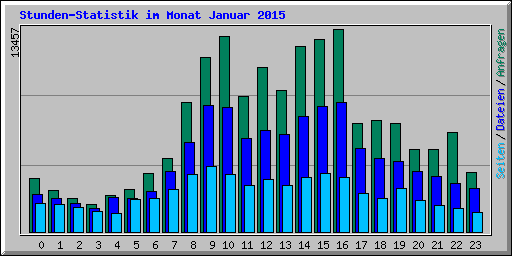 Stunden-Statistik im Monat Januar 2015
13457
Seiten / Dateien / Anfragen
0 1 2 3 4 5 6 7 8 9 10 11 12 13 14 15 16 17 18 19 20 21 22 23